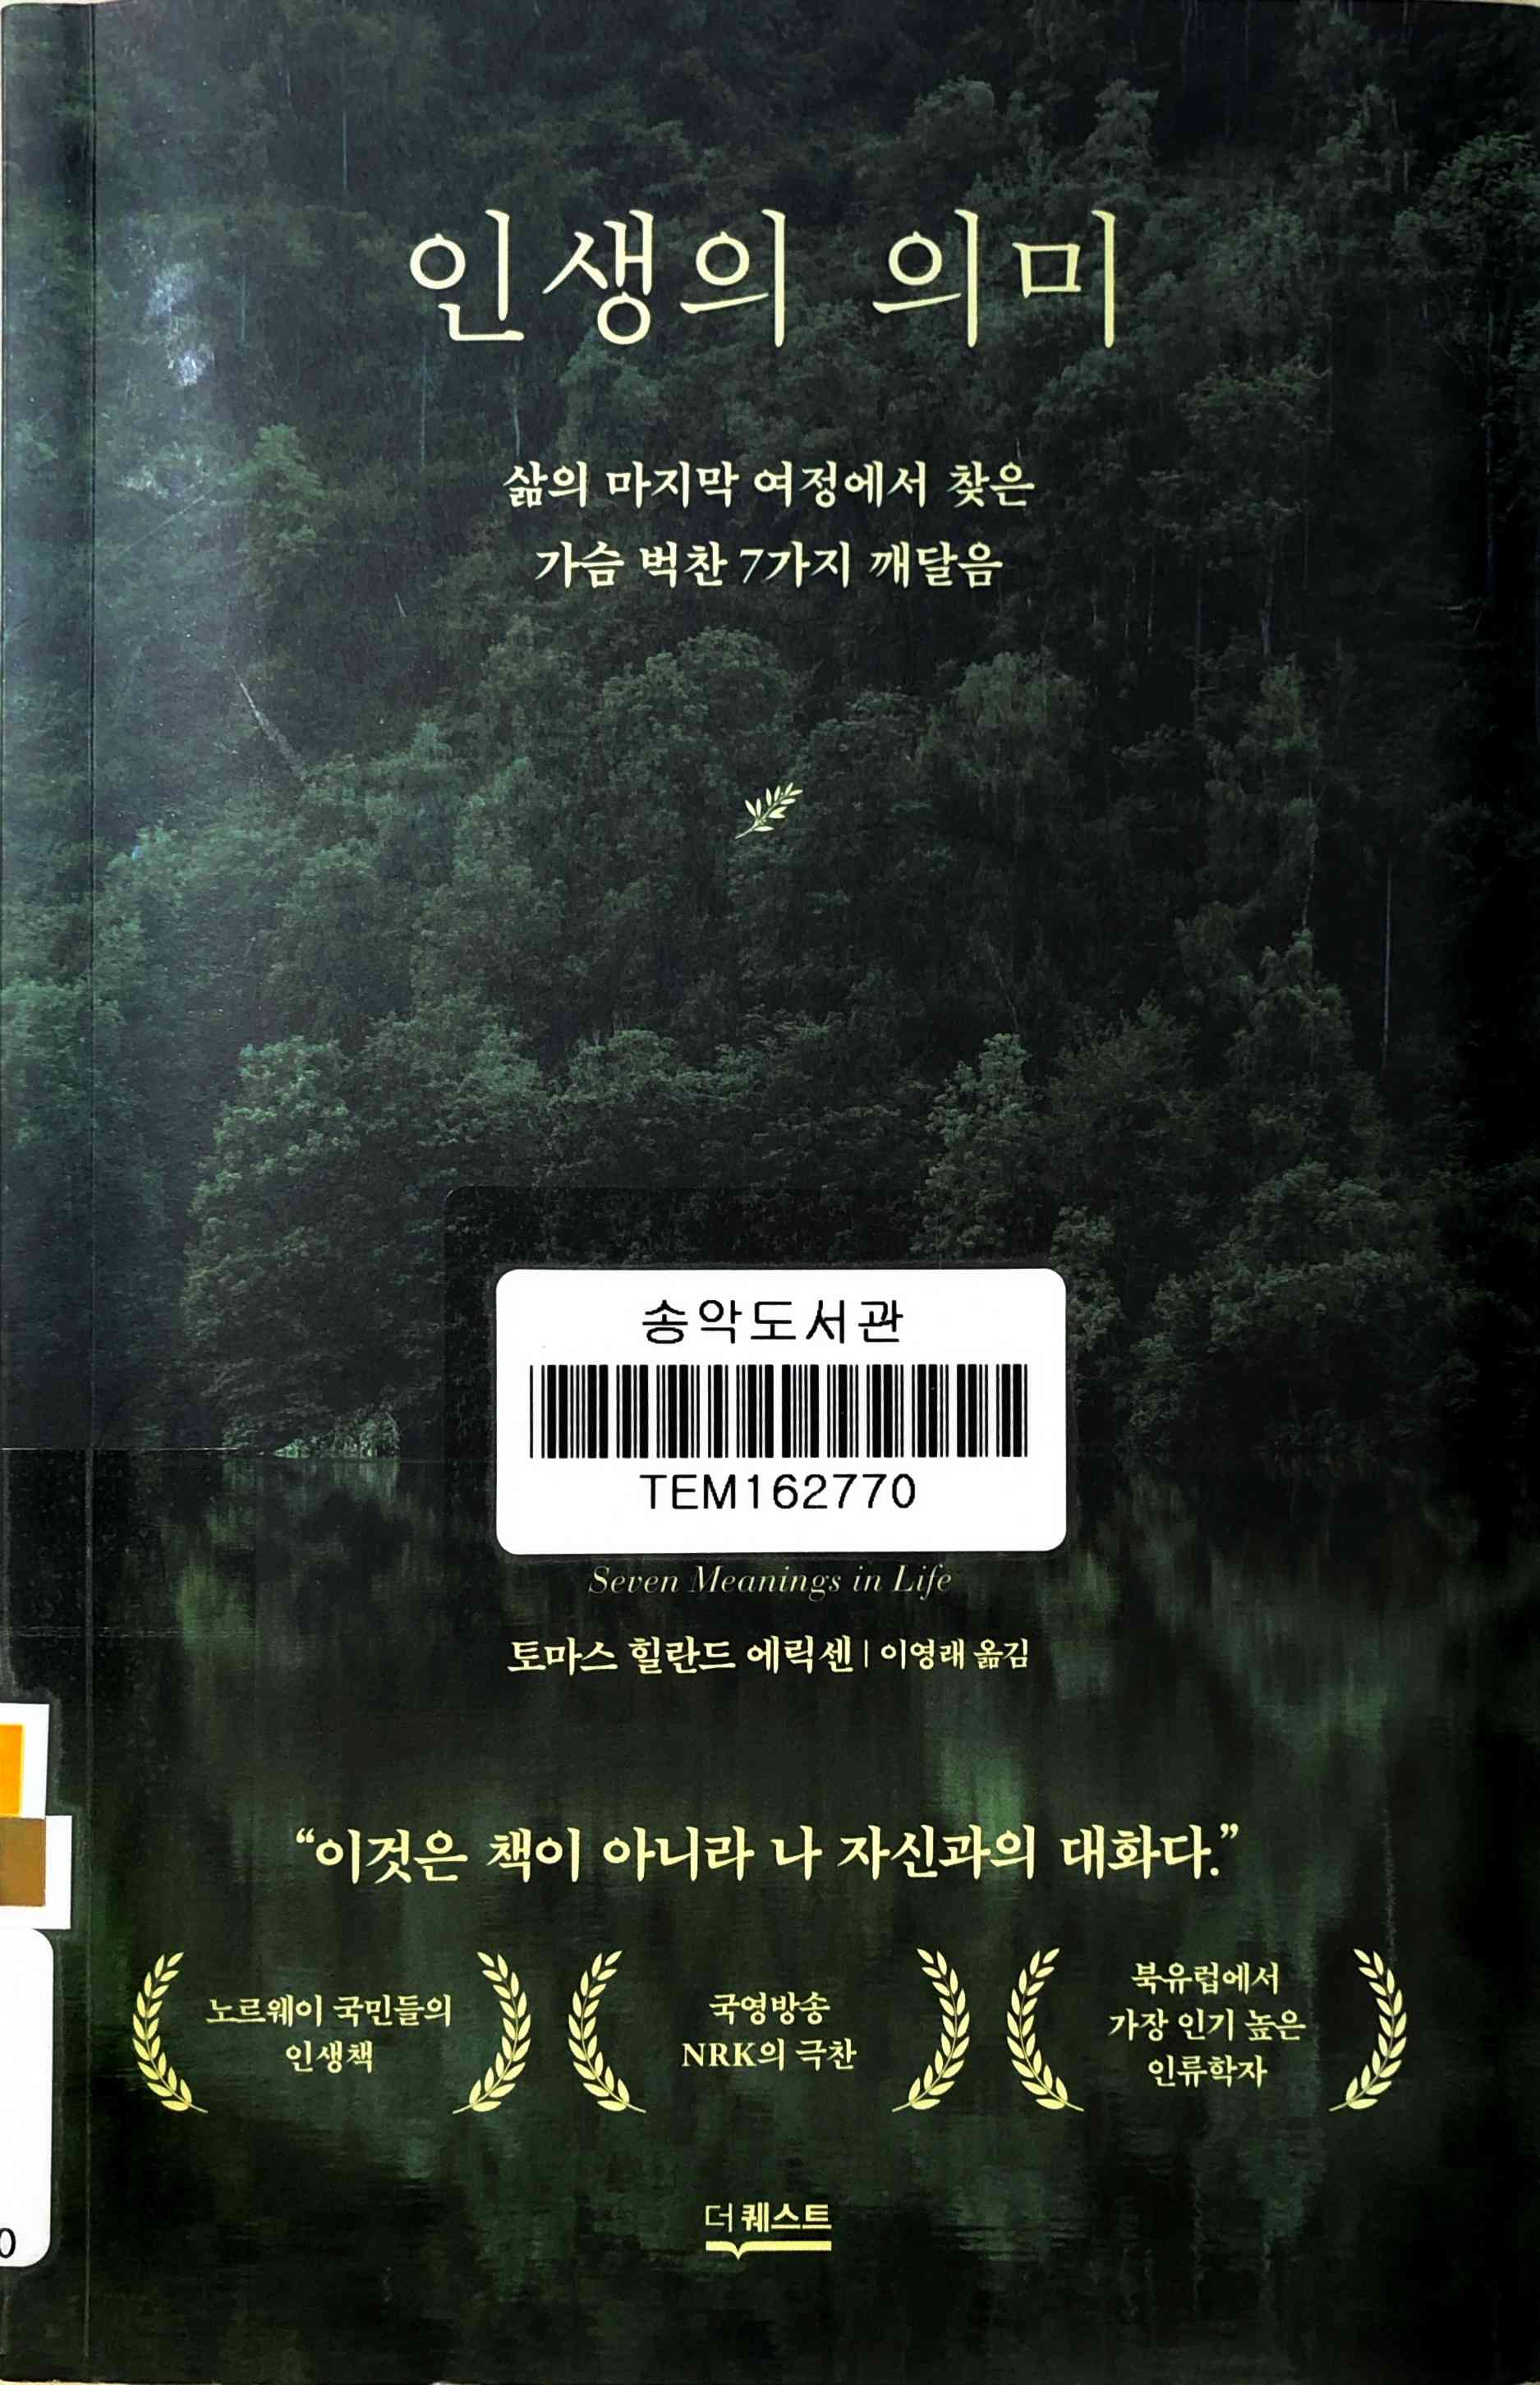 인생의 의미
삶의 마지막 여정에서 찾은
가슴 벅찬 7가지 깨달음
송악도서관
TEM162770
Seven Meanings in Life
토마스 힐란드 에릭센 | 이영래 옮김
“이것은 책이 아니라 나 자신과의 대화다.”
노르웨이 국민들의
인생책
국영방송
NRK의 극찬
북유럽에서
가장 인기 높은
인류학자
더 퀘스트
0